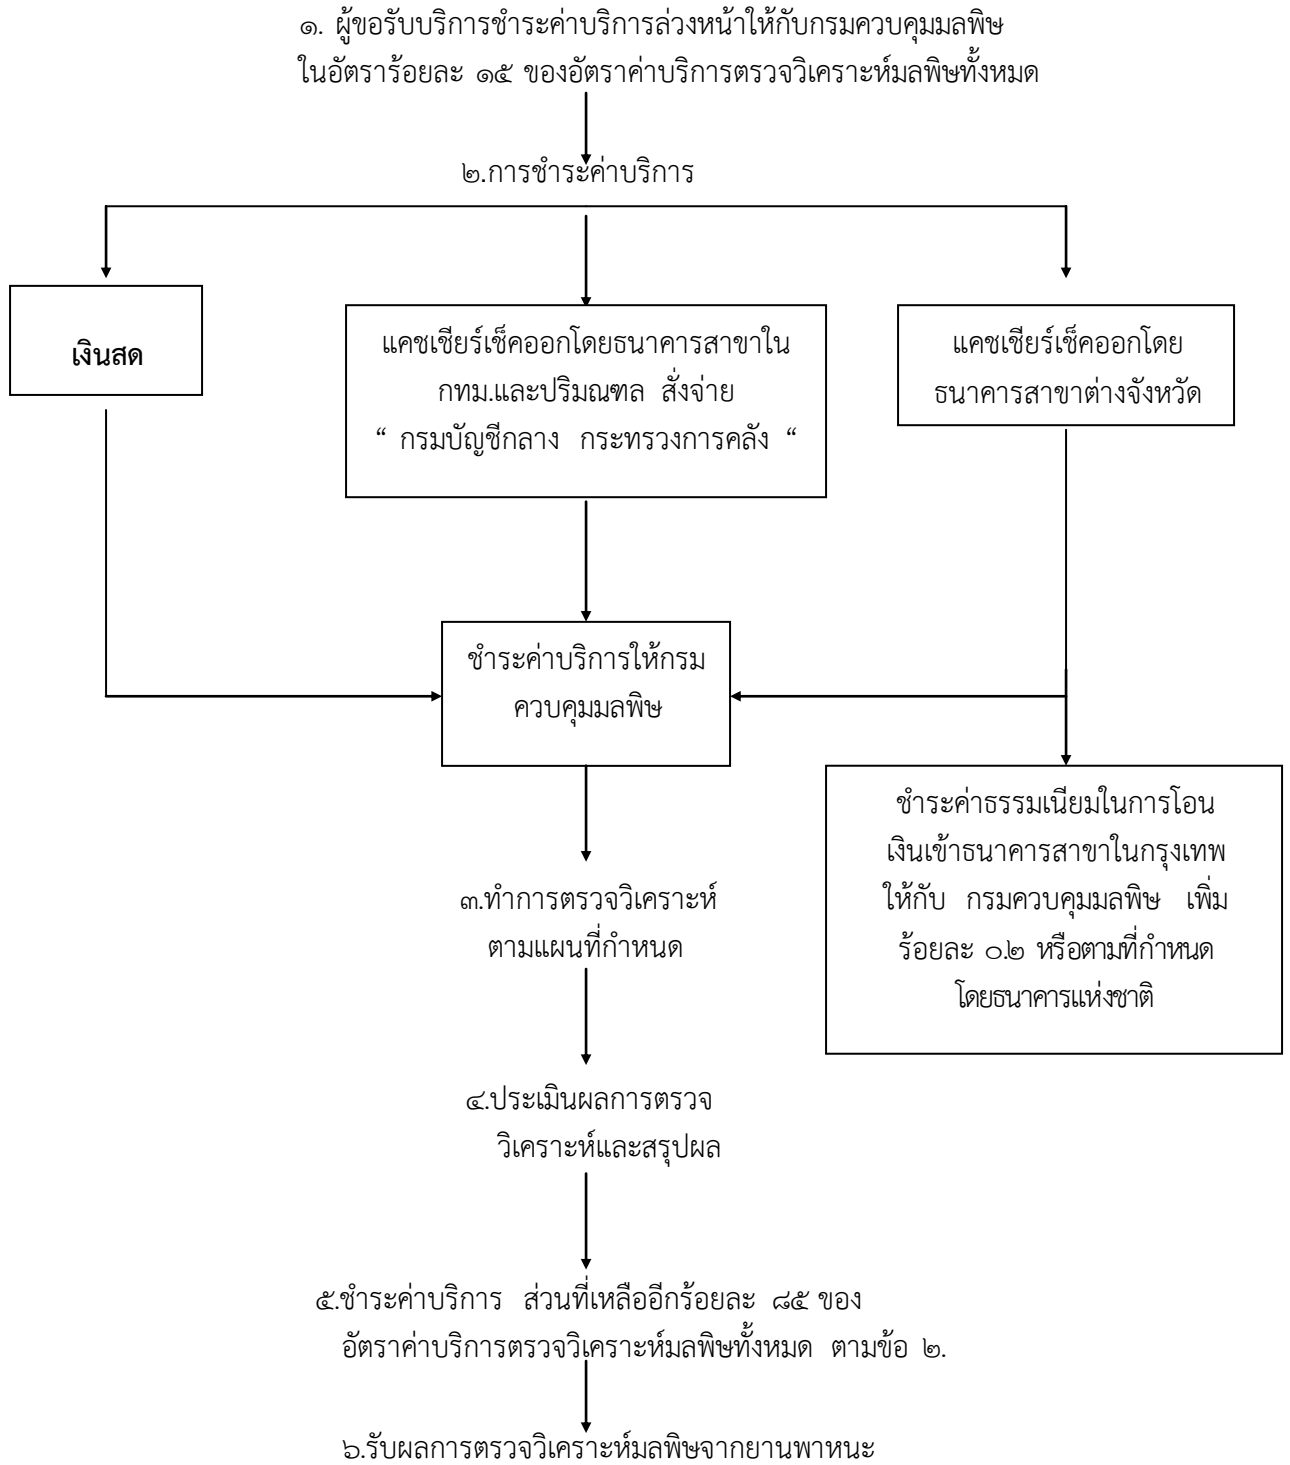 ๑. ผู้ขอรับบริการชำระค่าบริการล่วงหน้าให้กับกรมควบคุมมลพิษ
ในอัตราร้อยละ ๑๕ ของอัตราค่าบริการตรวจวิเคราะห์มลพิษทั้งหมด
๒.การชำระค่าบริการ
เงินสด
แคชเชียร์เช็คออกโดยธนาคารสาขาใน
กทม.และปริมณฑล สั่งจ่าย
“ กรมบัญชีกลาง กระทรวงการคลัง “
แคชเชียร์เช็คออกโดย
ธนาคารสาขาต่างจังหวัด
ชำระค่าบริการให้กรม
ควบคุมมลพิษ
ชำระค่าธรรมเนียมในการโอน
เงินเข้าธนาคารสาขาในกรุงเทพ
ให้กับ กรมควบคุมมลพิษ เพิ่ม
ร้อยละ ๐.๒ หรือตามที่กำหนด
โดยธนาคารแห่งชาติ
๓.ทำการตรวจวิเคราะห์
ตามแผนที่กำหนด
๔.ประเมินผลการตรวจ
วิเคราะห์และสรุปผล
๕.ชำระค่าบริการ ส่วนที่เหลืออีกร้อยละ ๘๕ ของ
อัตราค่าบริการตรวจวิเคราะห์มลพิษทั้งหมด ตามข้อ ๒.
๖.รับผลการตรวจวิเคราะห์มลพิษจากยานพาหนะ